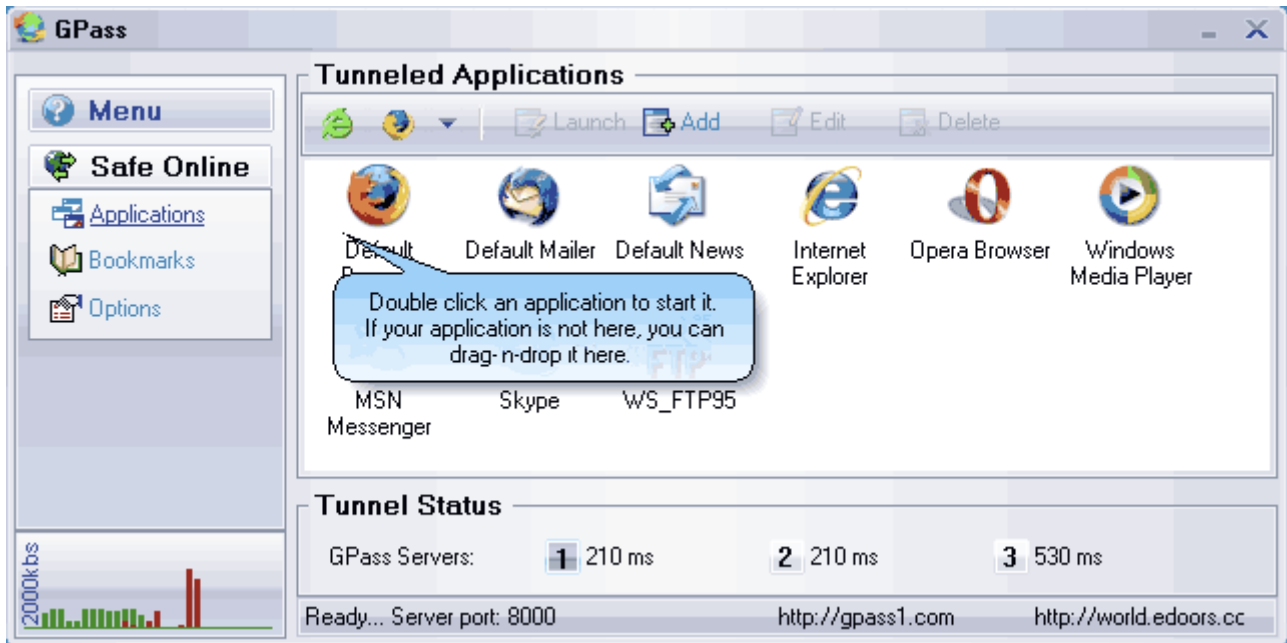 GPass
Menu
Safe Online
Applications
Bookmarks
Options
2000kbs
Tunneled Applications
Launch Add Edit Delete
Default Default Mailer Default News Internet Opera Browser Windows
Explorer Media Player
Double click an application to start it.
If your application is not here, you can
drag-n-drop it here.
FTP
MSN Skype WS_FTP95
Messenger
Tunnel Status
GPass Servers: 1 210 ms 2 210 ms 3 530 ms
Ready... Server port: 8000 http://gpass1.com http://world.edoors.cc